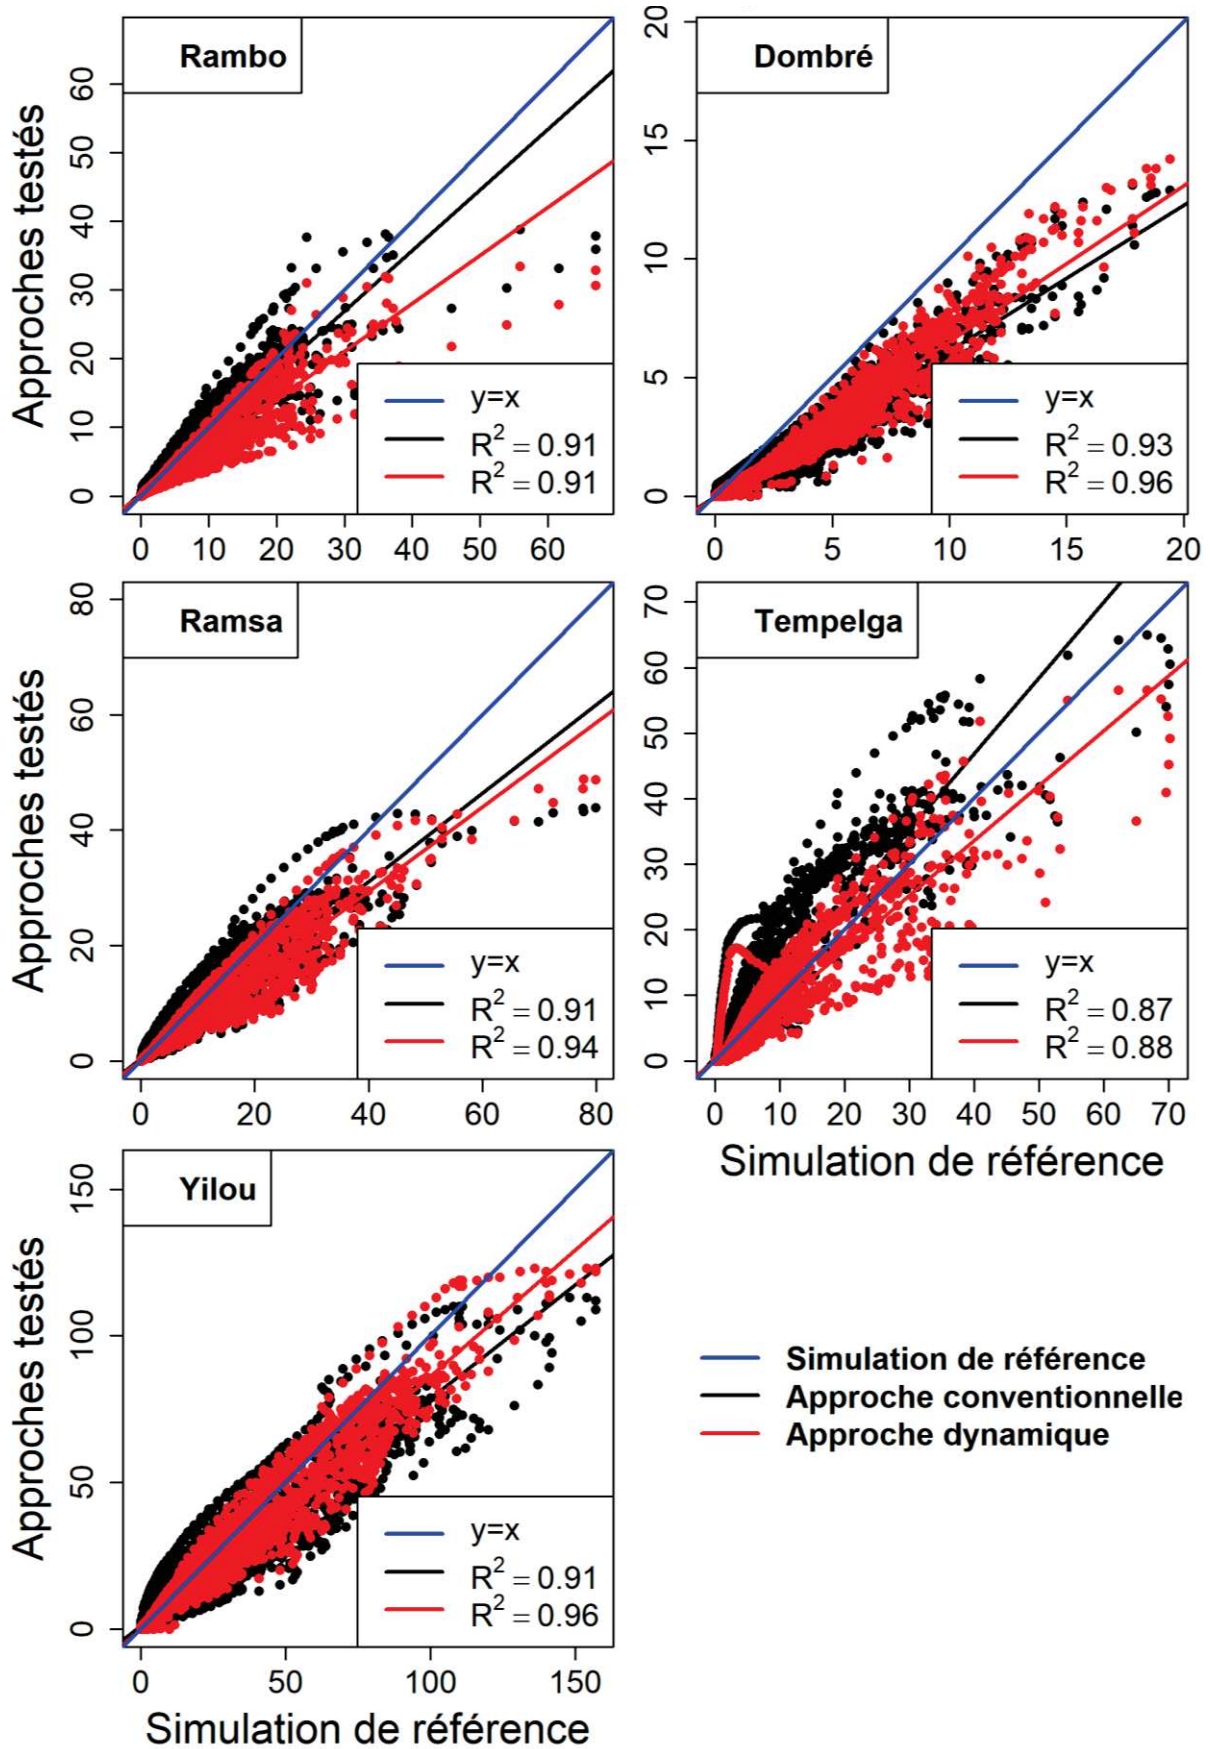 Rambo
Approches testés
0 10 20 30 40 50 60
y=x
R² = 0.91
R² = 0.91
0 10 20 30 40 50 60
Dombré
0 5 10 15 20
y=x
R² = 0.93
R² = 0.96
0 5 10 15 20
Ramsa
Approches testés
0 20 40 60 80
y=x
R² = 0.91
R² = 0.94
0 20 40 60 80
Tempelga
0 10 20 30 40 50 60 70
y=x
R² = 0.87
R² = 0.88
0 10 20 30 40 50 60 70
Simulation de référence
Yilou
Approches testés
0 50 100 150
y=x
R² = 0.91
R² = 0.96
0 50 100 150
Simulation de référence
Simulation de référence
Approche conventionnelle
Approche dynamique